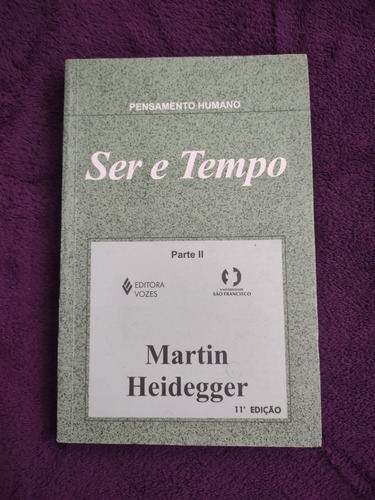 PENSAMENTO HUMANO
Ser e Tempo
Parte II
EDITORA
VOZES
UNIVERSIDADE
SÃO FRANCISCO
Martin
Heidegger
11ª EDIÇÃO